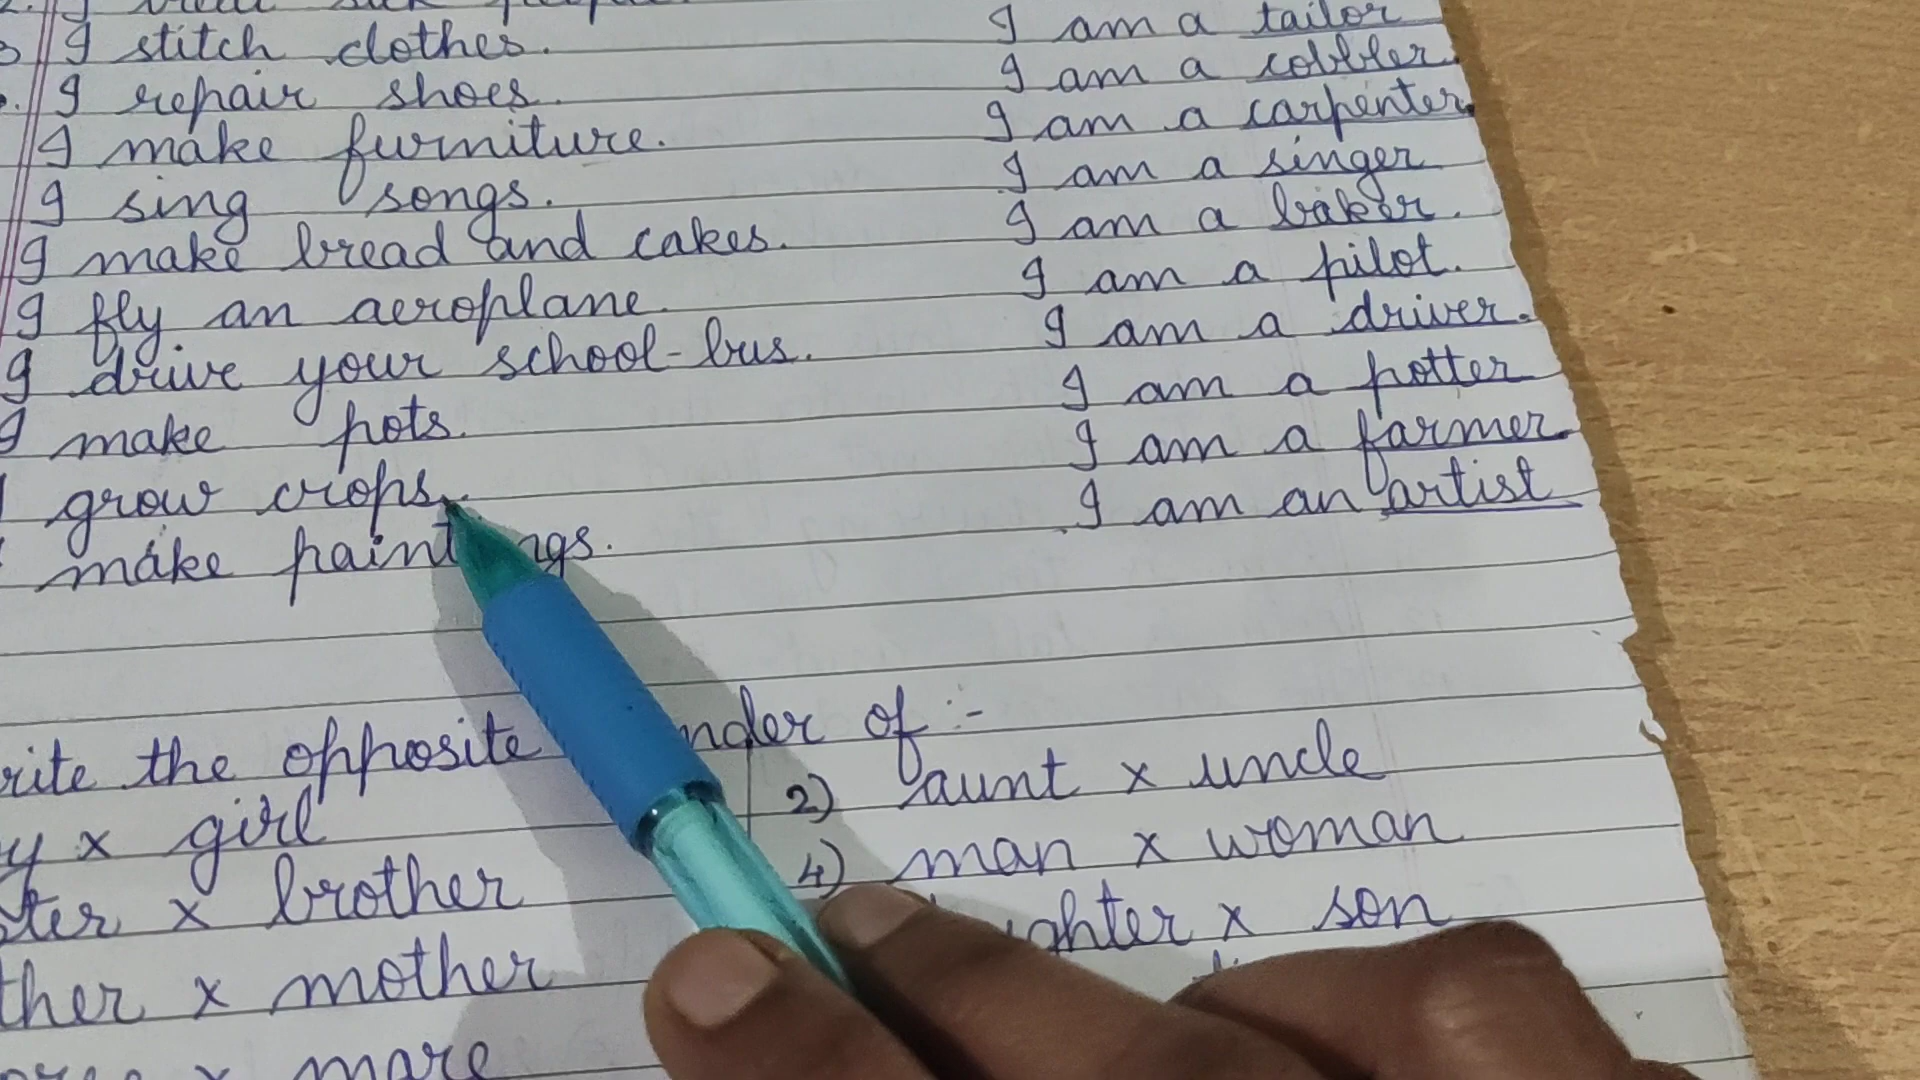 I stitch clothes. I am a tailor
I repair shoes. I am a cobbler.
I make furniture. I am a carpenter.
I sing songs. I am a singer
I make bread and cakes. I am a baker.
I fly an aeroplane. I am a pilot.
I drive your school-bus. I am a driver.
I make pots. I am a potter
I grow crops. I am a farmer.
make paintings. I am an artist
the opposite of :-
x girl 2) aunt x uncle
x brother 4) man x woman
x mother x son
x mare